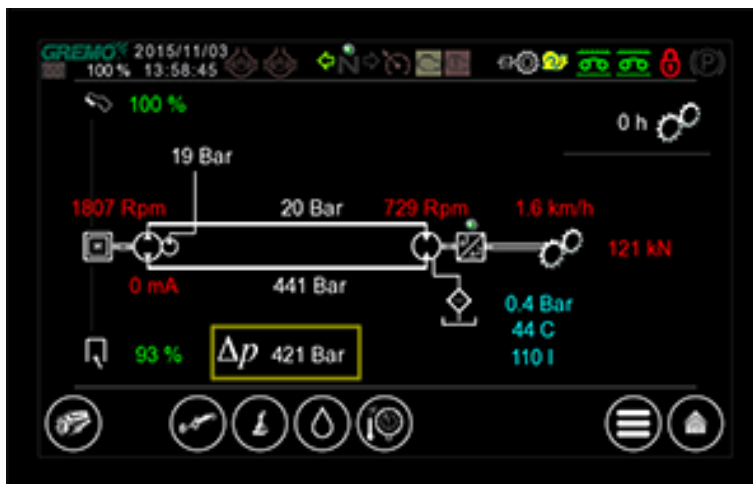 GREMO 2015/11/03
100 % 13:58:45
N
(P)
100 %
0 h
19 Bar
1807 Rpm 20 Bar 729 Rpm 1.6 km/h
121 kN
0 mA 441 Bar
0.4 Bar
44 C
93 % Δp 421 Bar 110 l